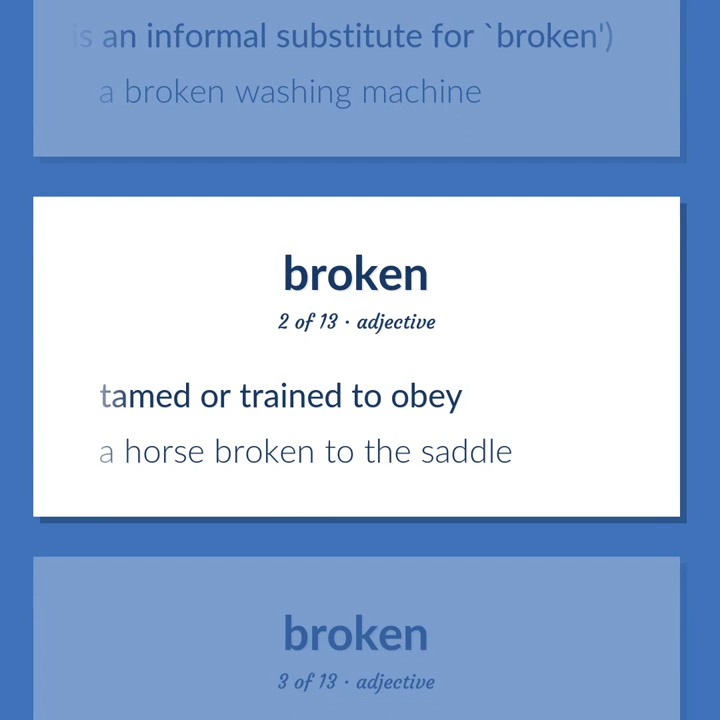 is an informal substitute for `broken')
a broken washing machine
broken
2 of 13 · adjective
tamed or trained to obey
a horse broken to the saddle
broken
3 of 13 · adjective